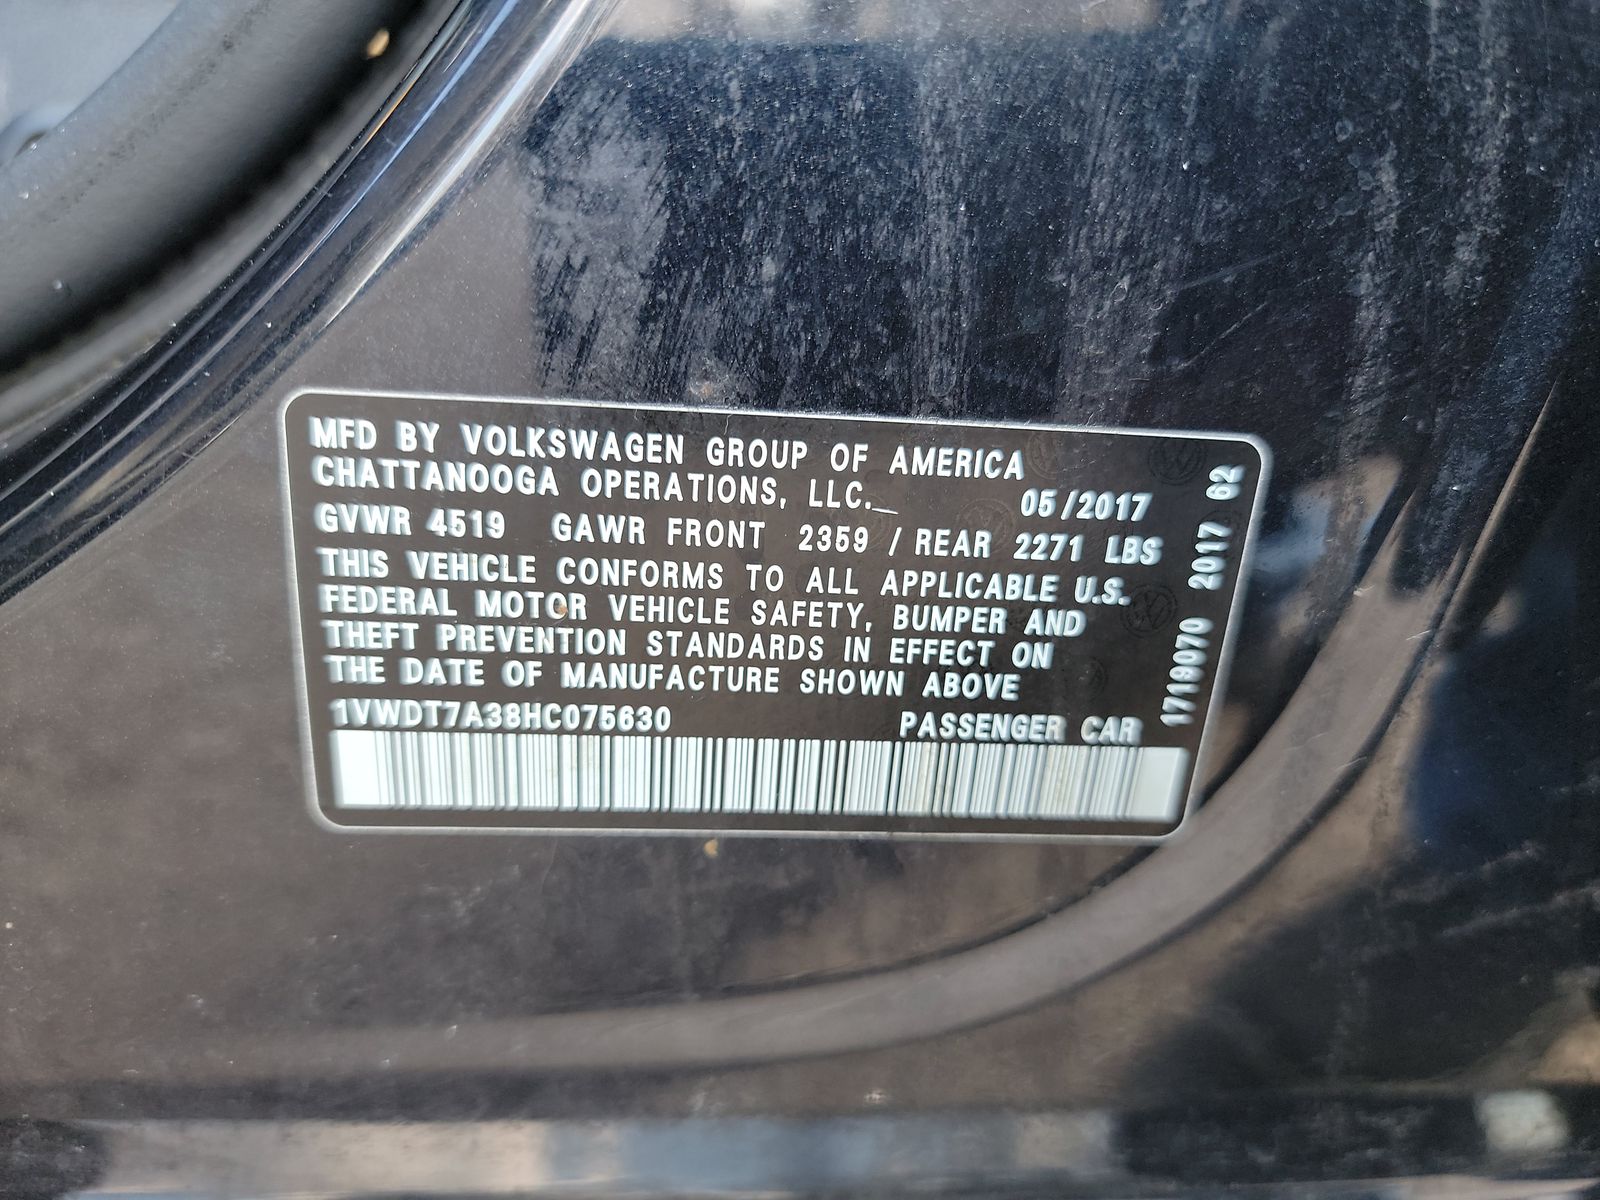 MFD BY VOLKSWAGEN GROUP OF AMERICA
CHATTANOOGA OPERATIONS, LLC._ 05/2017
GVWR 4519 GAWR FRONT 2359 / REAR 2271 LBS
THIS VEHICLE CONFORMS TO ALL APPLICABLE U.S.
FEDERAL MOTOR VEHICLE SAFETY, BUMPER AND
THEFT PREVENTION STANDARDS IN EFFECT ON
THE DATE OF MANUFACTURE SHOWN ABOVE
1VWDT7A38HC075630 PASSENGER CAR
1719070 2017 62